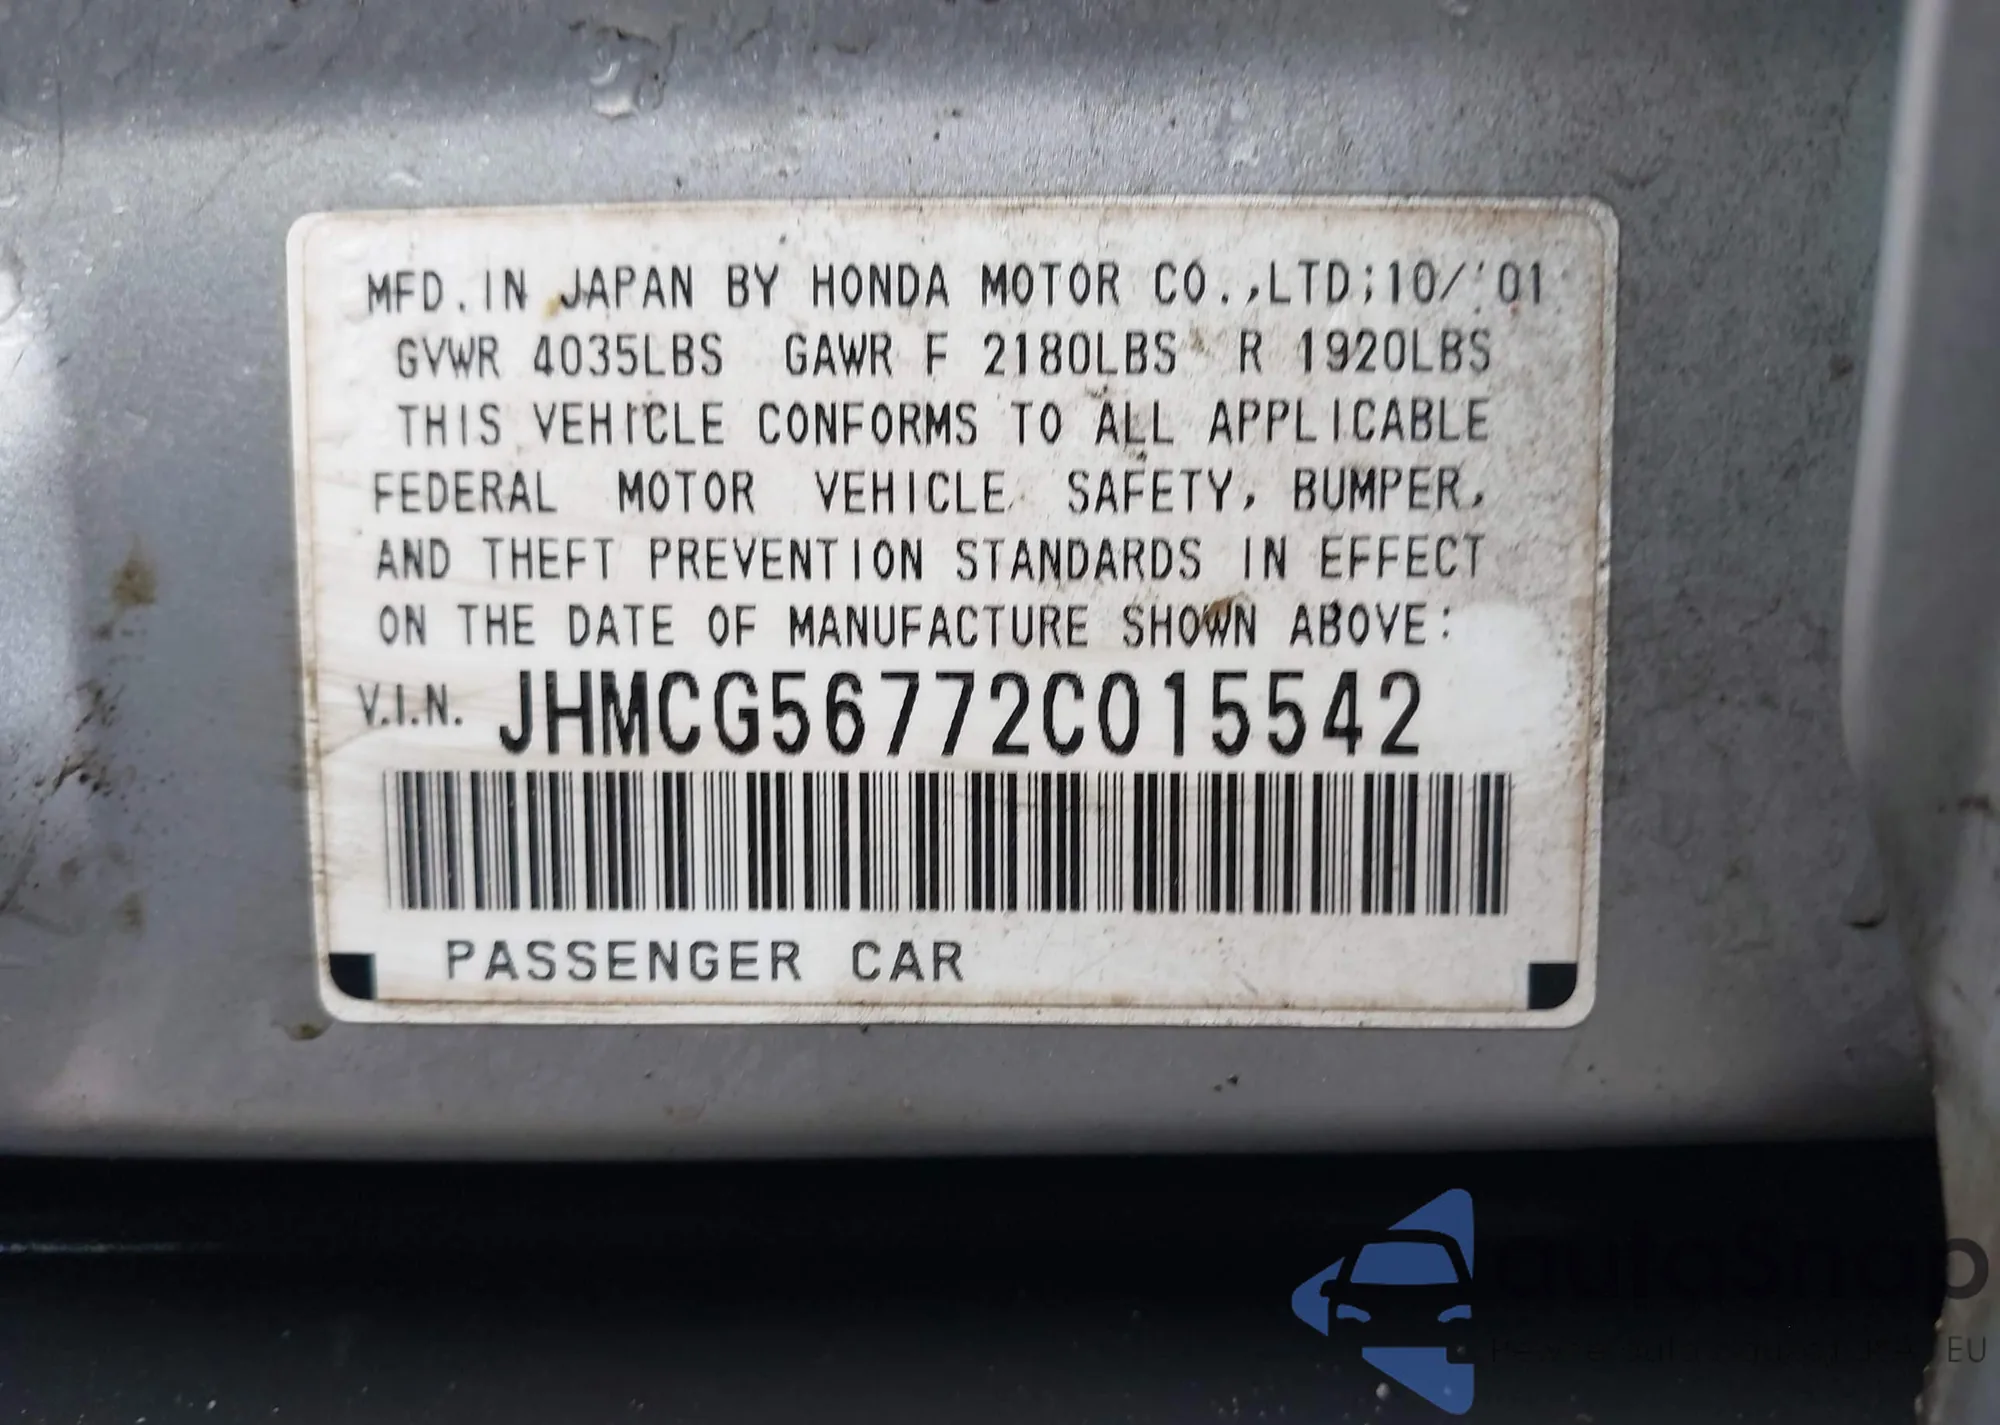 MFD. IN JAPAN BY HONDA MOTOR CO.,LTD;10/'01
GVWR 4035LBS GAWR F 2180LBS R 1920LBS
THIS VEHICLE CONFORMS TO ALL APPLICABLE
FEDERAL MOTOR VEHICLE SAFETY, BUMPER,
AND THEFT PREVENTION STANDARDS IN EFFECT
ON THE DATE OF MANUFACTURE SHOWN ABOVE:
V.I.N. JHMCG56772C015542
PASSENGER CAR
autoSnap
EU